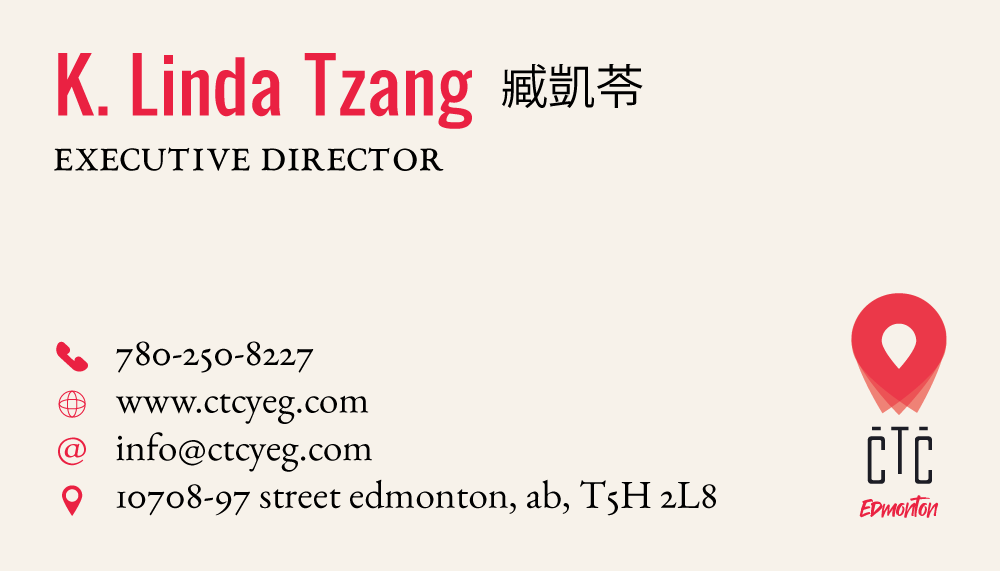 K. Linda Tzang 臧凱苓
EXECUTIVE DIRECTOR
780-250-8227
www.ctcyeg.com
info@ctcyeg.com
10708-97 street edmonton, ab, T5H 2L8
CTC
Edmonton